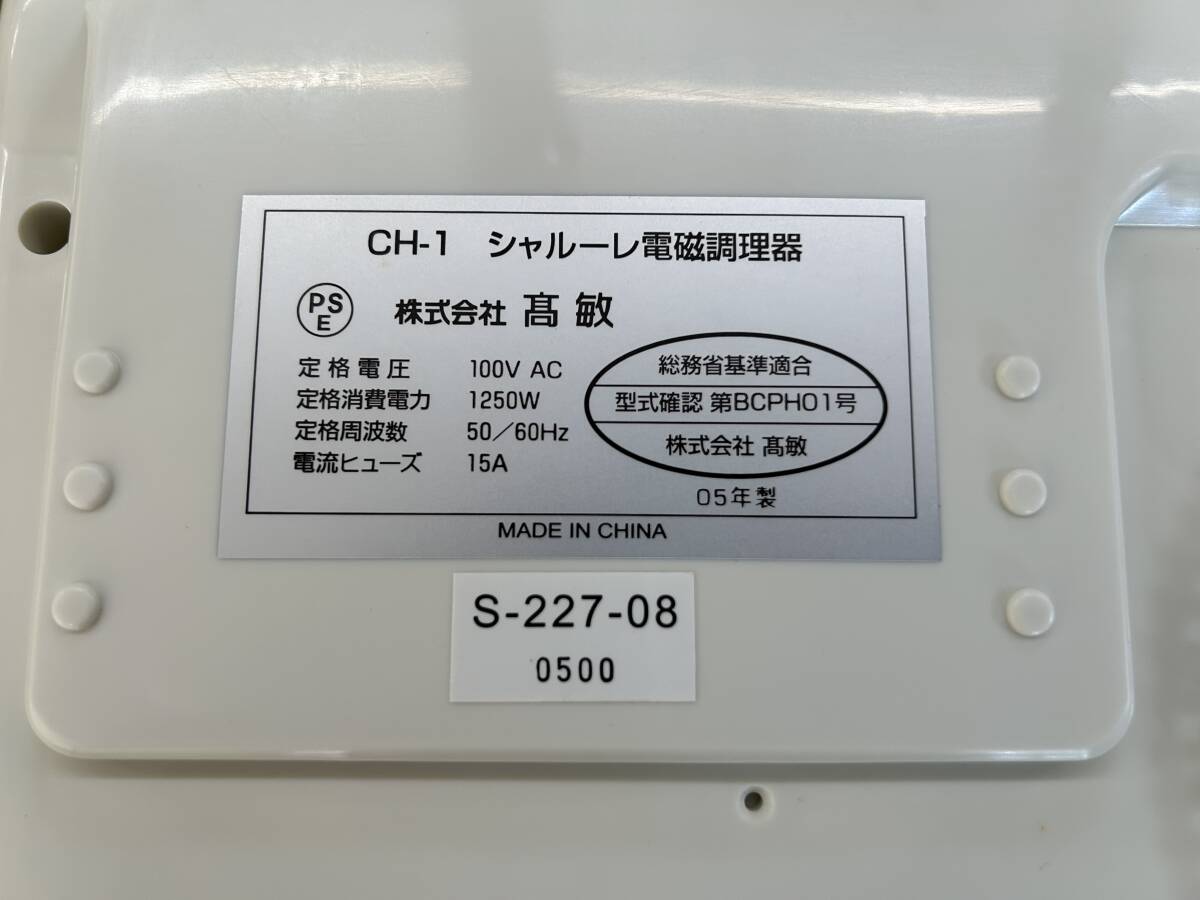 CH-1 シャルーレ電磁調理器
PS
E
株式会社 髙敏
定格電圧 100V AC
定格消費電力 1250W
定格周波数 50/60Hz
電流ヒューズ 15A
総務省基準適合
型式確認 第BCPH01号
株式会社 髙敏
05年製
MADE IN CHINA
S-227-08
0500